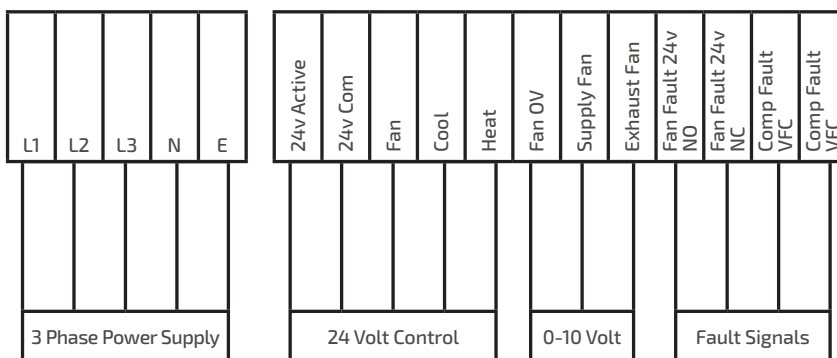 L1
L2
L3
N
E
24v Active
24v Com
Fan
Cool
Heat
Fan 0V
Supply Fan
Exhaust Fan
Fan Fault 24v
NO
Fan Fault 24v
NC
Comp Fault
VFC
Comp Fault
VFC
3 Phase Power Supply
24 Volt Control
0-10 Volt
Fault Signals